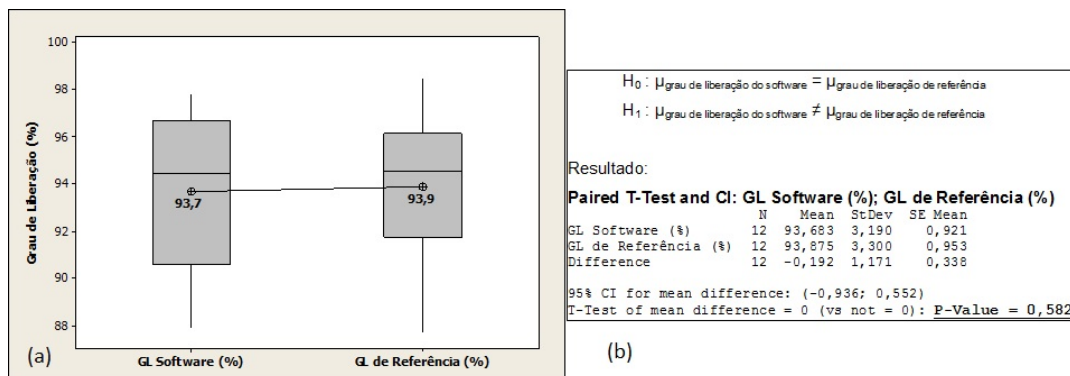 100
98
96
94
92
90
88
Grau de Liberação (%)
93,7
93,9
GL Software (%)
GL de Referência (%)
(a)
H0 : μgrau de liberação do software = μgrau de liberação de referência
H1 : μgrau de liberação do software ≠ μgrau de liberação de referência
Resultado:
Paired T-Test and CI: GL Software (%); GL de Referência (%)
N Mean StDev SE Mean
GL Software (%) 12 93,683 3,190 0,921
GL de Referência (%) 12 93,875 3,300 0,953
Difference 12 -0,192 1,171 0,338
95% CI for mean difference: (-0,936; 0,552)
T-Test of mean difference = 0 (vs not = 0): P-Value = 0,582
(b)